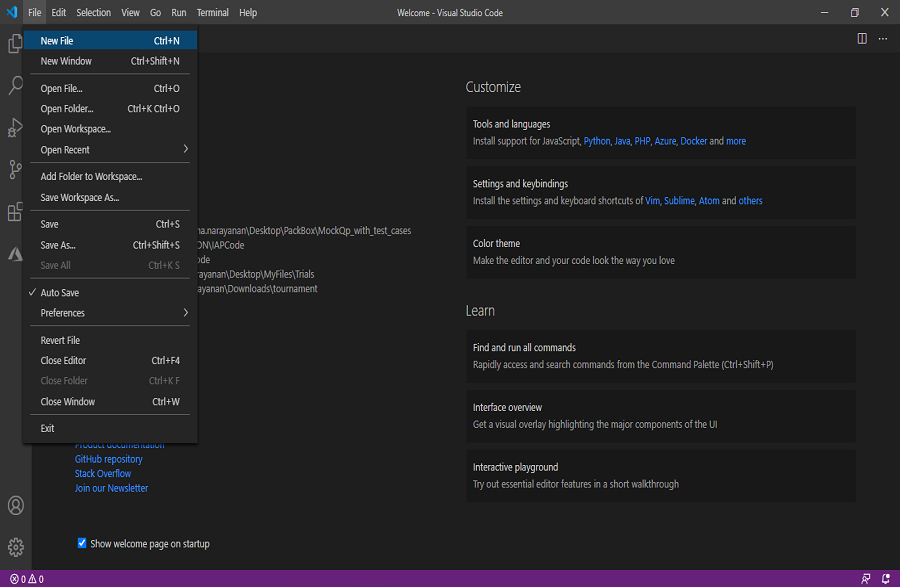 File Edit Selection View Go Run Terminal Help
Welcome - Visual Studio Code
New File Ctrl+N
New Window Ctrl+Shift+N
Open File... Ctrl+O
Open Folder... Ctrl+K Ctrl+O
Open Workspace...
Open Recent
Add Folder to Workspace...
Save Workspace As...
Save Ctrl+S
Save As... Ctrl+Shift+S
Save All Ctrl+K S
Auto Save
Preferences
Revert File
Close Editor Ctrl+F4
Close Folder Ctrl+K F
Close Window Ctrl+W
Exit
na.narayanan\Desktop\PackBox\MockQp_with_test_cases
ON\IAPCode
ode
rayanan\Desktop\MyFiles\Trials
ayanan\Downloads\tournament
Product documentation
GitHub repository
Stack Overflow
Join our Newsletter
Show welcome page on startup
Customize
Tools and languages
Install support for JavaScript, Python, Java, PHP, Azure, Docker and more
Settings and keybindings
Install the settings and keyboard shortcuts of Vim, Sublime, Atom and others
Color theme
Make the editor and your code look the way you love
Learn
Find and run all commands
Rapidly access and search commands from the Command Palette (Ctrl+Shift+P)
Interface overview
Get a visual overlay highlighting the major components of the UI
Interactive playground
Try out essential editor features in a short walkthrough
0 0